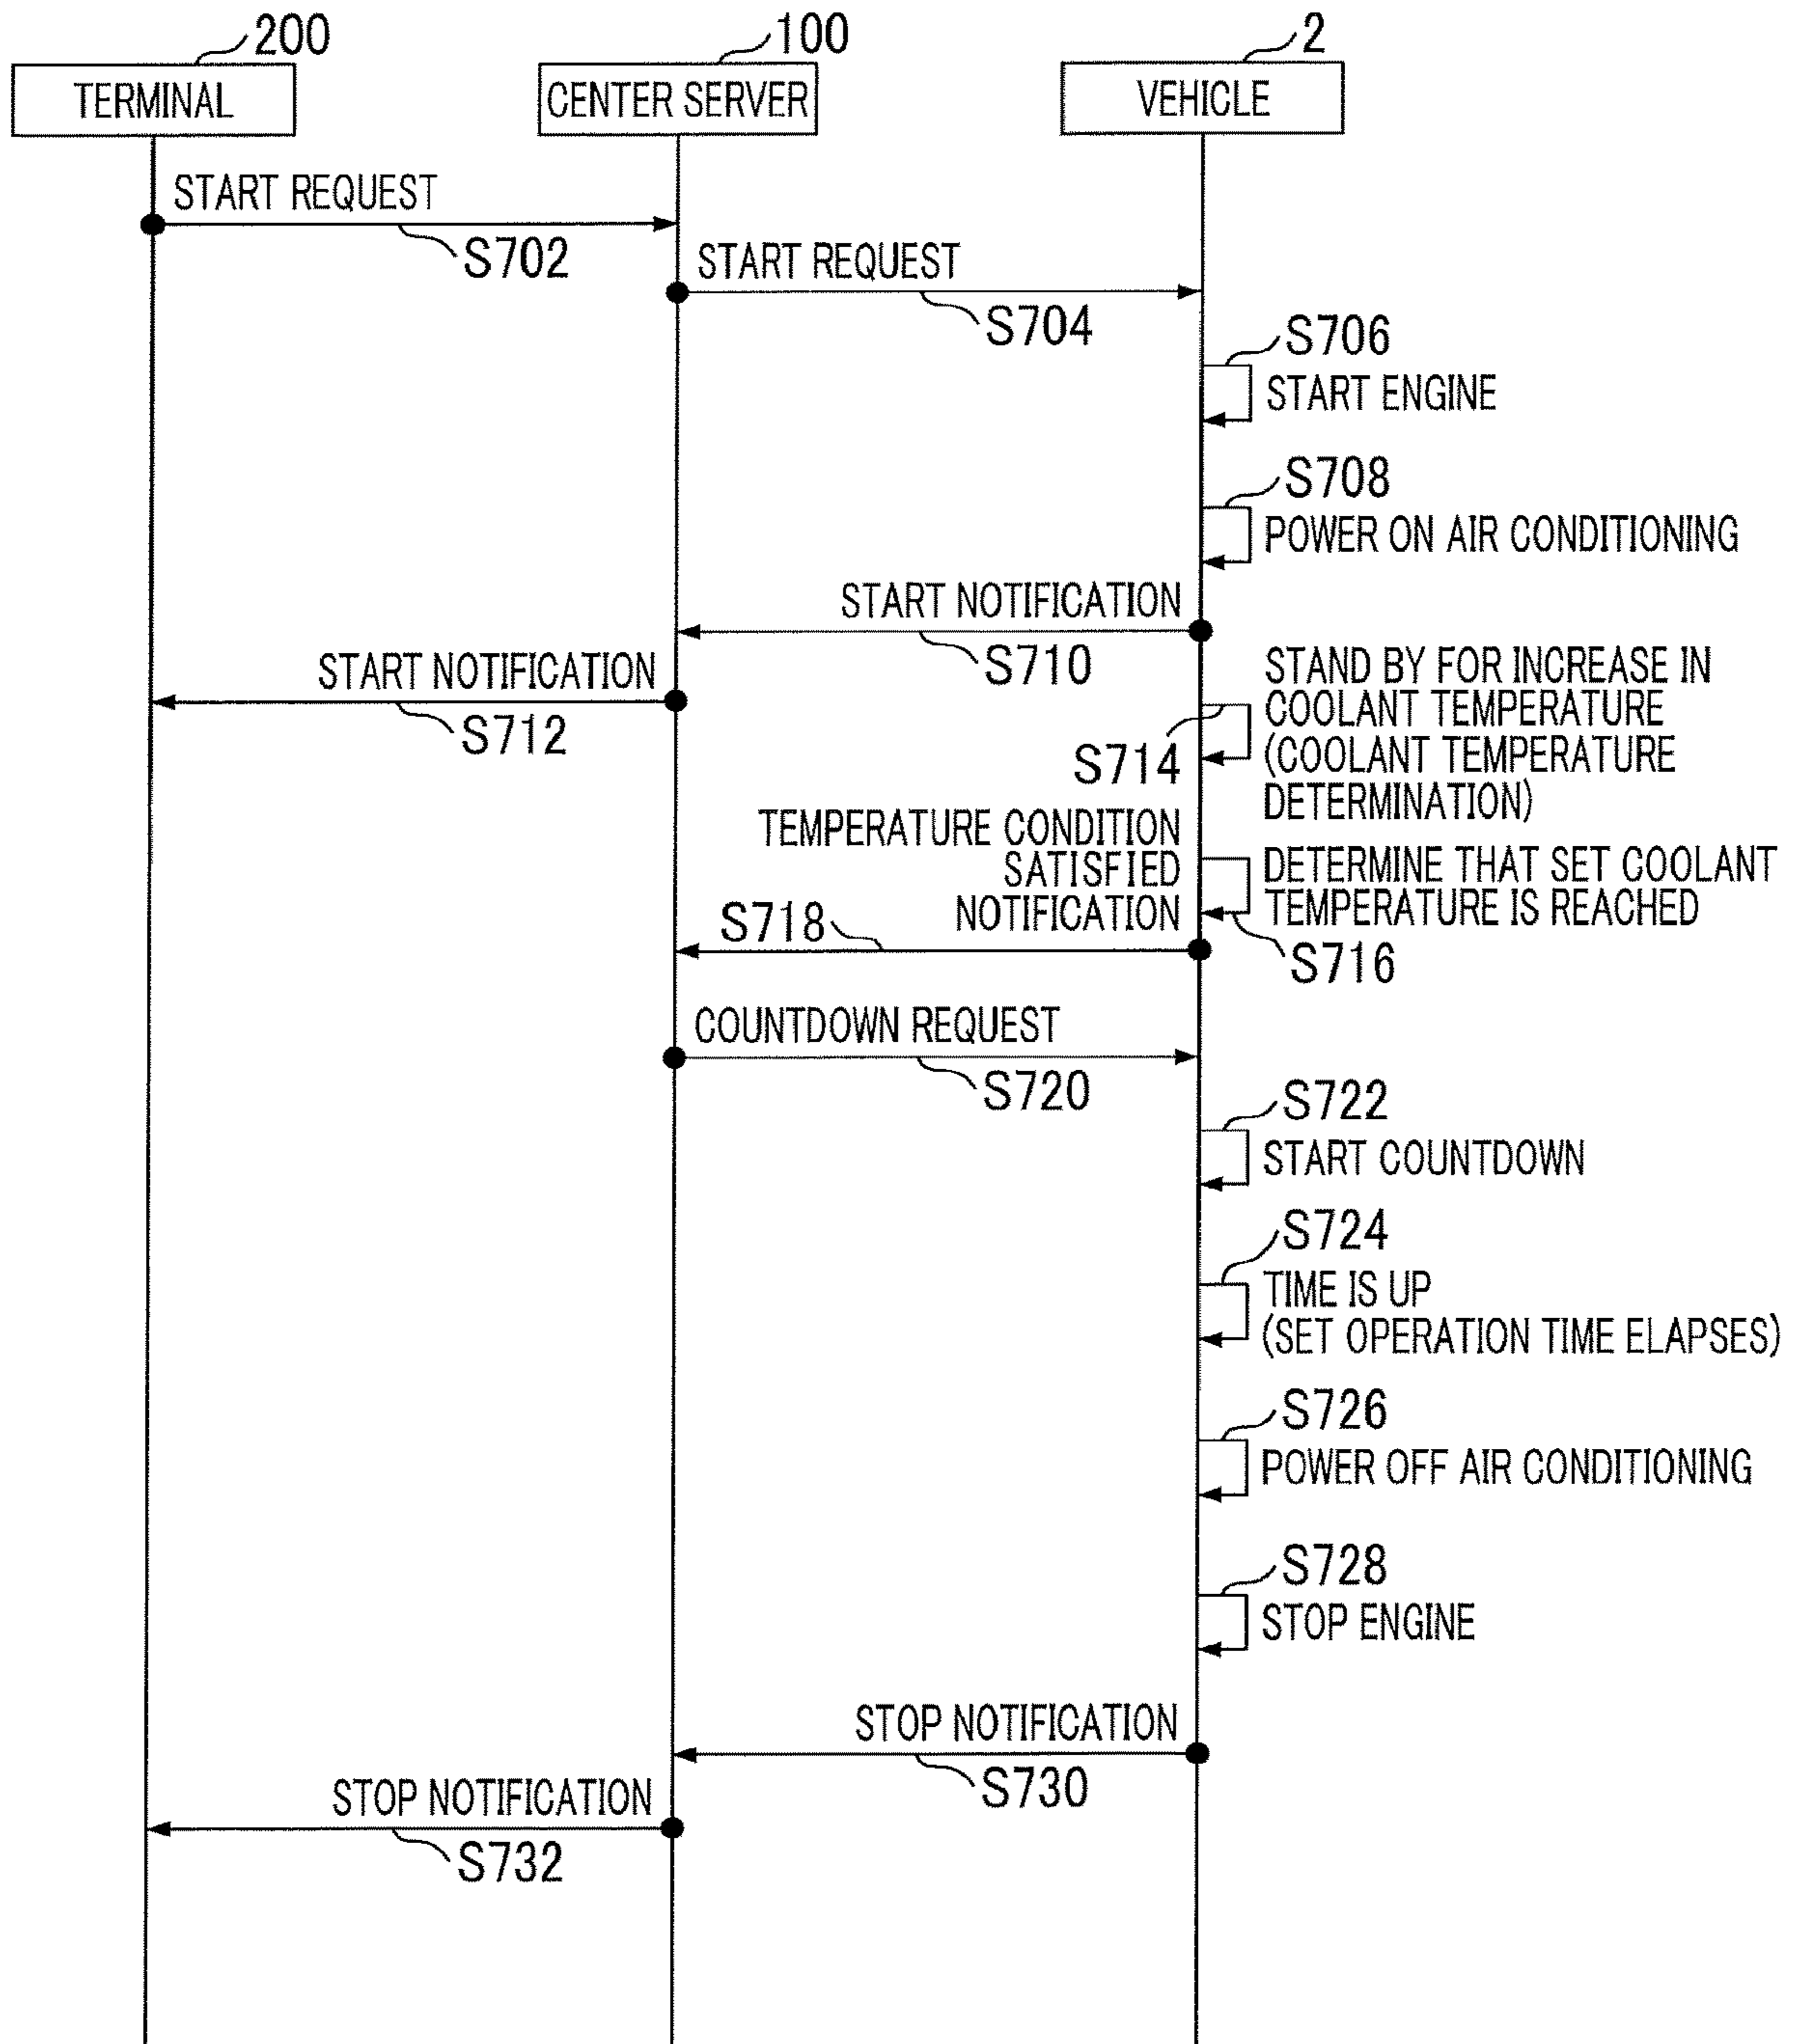 200
100
2
TERMINAL
CENTER SERVER
VEHICLE
START REQUEST
S702
START REQUEST
S704
S706
START ENGINE
S708
POWER ON AIR CONDITIONING
START NOTIFICATION
S710
START NOTIFICATION
S712
STAND BY FOR INCREASE IN
COOLANT TEMPERATURE
(COOLANT TEMPERATURE
DETERMINATION)
S714
DETERMINE THAT SET COOLANT
TEMPERATURE IS REACHED
S716
TEMPERATURE CONDITION
SATISFIED
NOTIFICATION
S718
COUNTDOWN REQUEST
S720
S722
START COUNTDOWN
S724
TIME IS UP
(SET OPERATION TIME ELAPSES)
S726
POWER OFF AIR CONDITIONING
S728
STOP ENGINE
STOP NOTIFICATION
S730
STOP NOTIFICATION
S732